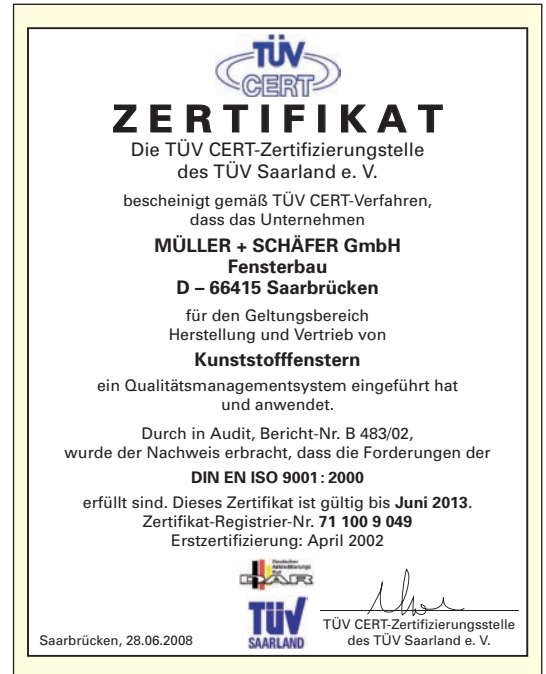 TÜV
CERT
ZERTIFIKAT
Die TÜV CERT-Zertifizierungstelle
des TÜV Saarland e. V.
bescheinigt gemäß TÜV CERT-Verfahren,
dass das Unternehmen
MÜLLER + SCHÄFER GmbH
Fensterbau
D – 66415 Saarbrücken
für den Geltungsbereich
Herstellung und Vertrieb von
Kunststofffenstern
ein Qualitätsmanagementsystem eingeführt hat
und anwendet.
Durch in Audit, Bericht-Nr. B 483/02,
wurde der Nachweis erbracht, dass die Forderungen der
DIN EN ISO 9001 : 2000
erfüllt sind. Dieses Zertifikat ist gültig bis Juni 2013.
Zertifikat-Registrier-Nr. 71 100 9 049
Erstzertifizierung: April 2002
Deutscher
Akkreditierungs
Rat
DAR
TÜV
SAARLAND
Saarbrücken, 28.06.2008
TÜV CERT-Zertifizierungsstelle
des TÜV Saarland e. V.